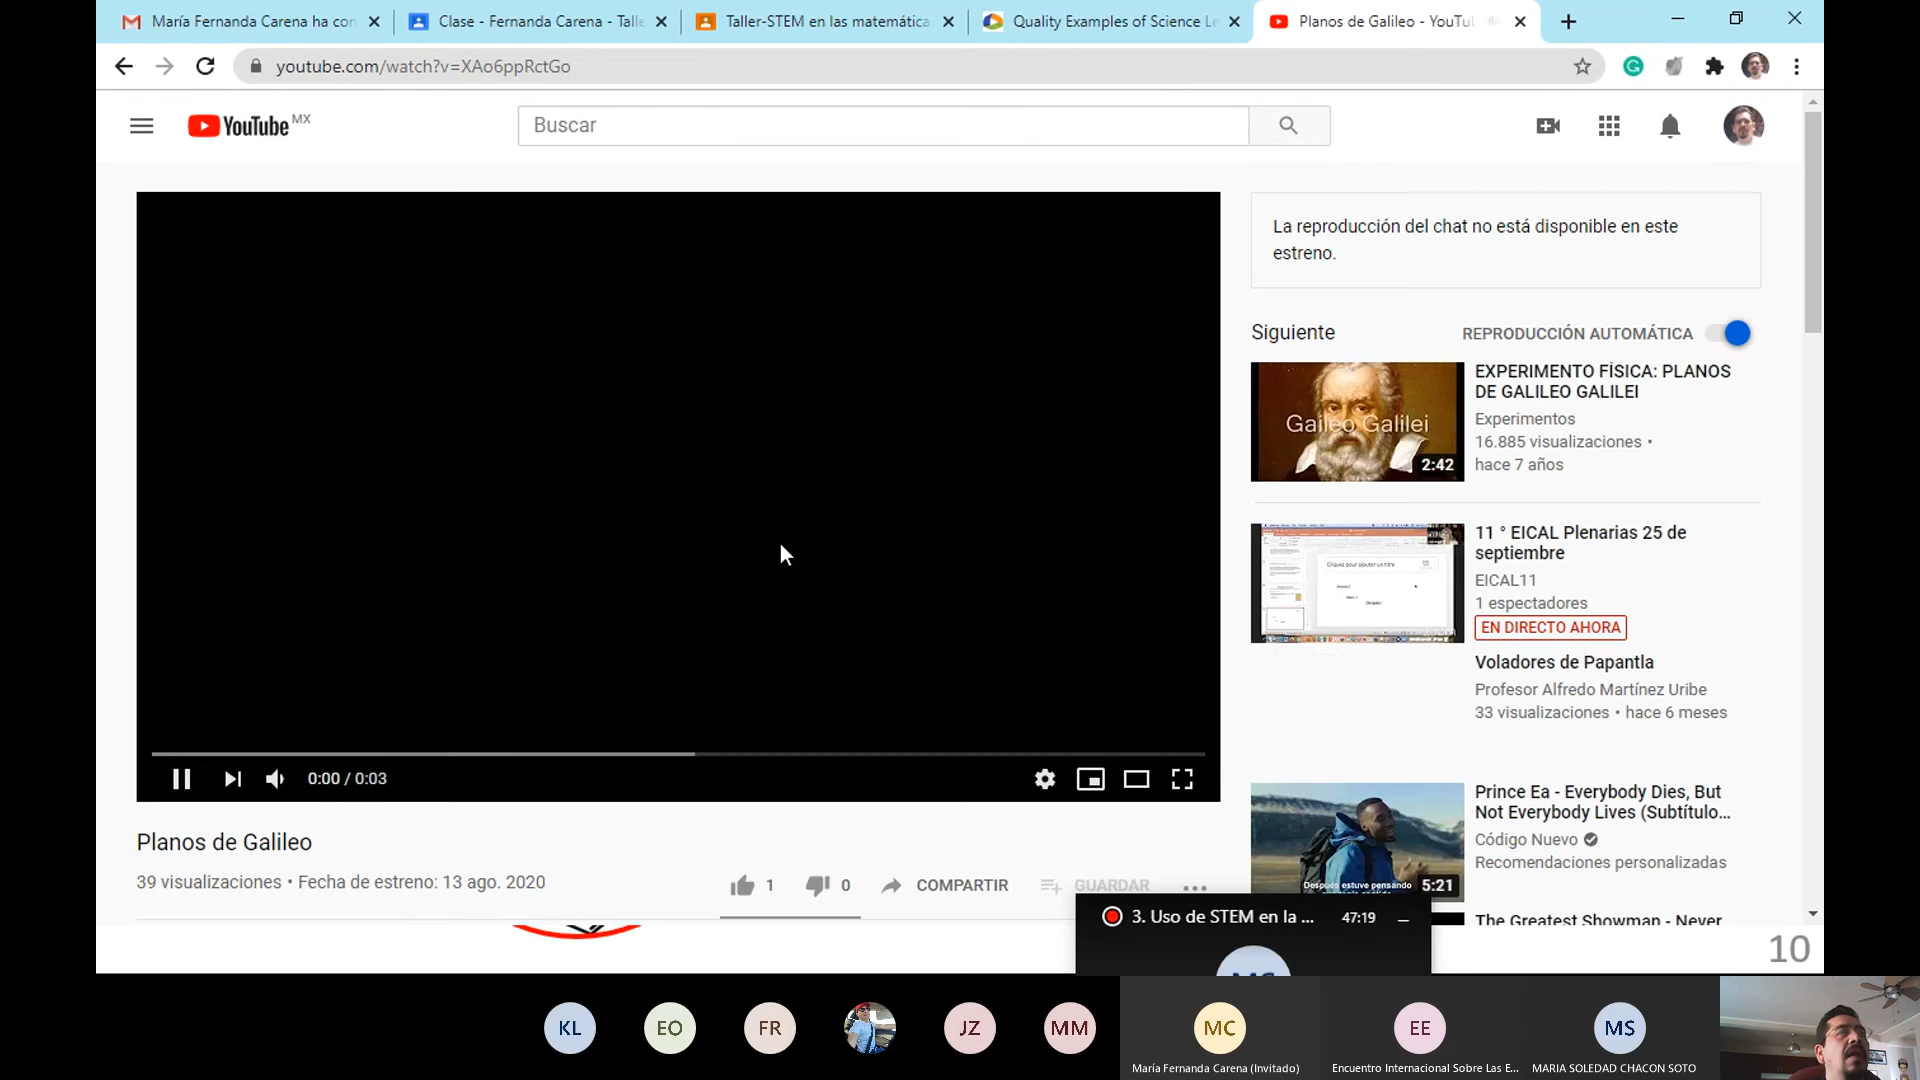 María Fernanda Carena ha con
Clase - Fernanda Carena - Talle
Taller-STEM en las matemática
Quality Examples of Science Le
Planos de Galileo - YouTu
youtube.com/watch?v=XAo6ppRctGo
YouTube MX
Buscar
La reproducción del chat no está disponible en este
estreno.
Siguiente
REPRODUCCIÓN AUTOMÁTICA
Galileo Galilei
2:42
EXPERIMENTO FÍSICA: PLANOS
DE GALILEO GALILEI
Experimentos
16.885 visualizaciones •
hace 7 años
11 ° EICAL Plenarias 25 de
septiembre
EICAL11
1 espectadores
EN DIRECTO AHORA
Voladores de Papantla
Profesor Alfredo Martínez Uribe
33 visualizaciones • hace 6 meses
0:00 / 0:03
Prince Ea - Everybody Dies, But
Not Everybody Lives (Subtítulo...
Código Nuevo
Recomendaciones personalizadas
Después estuve pensando
5:21
Planos de Galileo
39 visualizaciones • Fecha de estreno: 13 ago. 2020
1
0
COMPARTIR
GUARDAR
The Greatest Showman - Never
3. Uso de STEM en la ...
47:19
10
KL
EO
FR
JZ
MM
MC
EE
MS
María Fernanda Carena (Invitado)
Encuentro Internacional Sobre Las E...
MARIA SOLEDAD CHACON SOTO